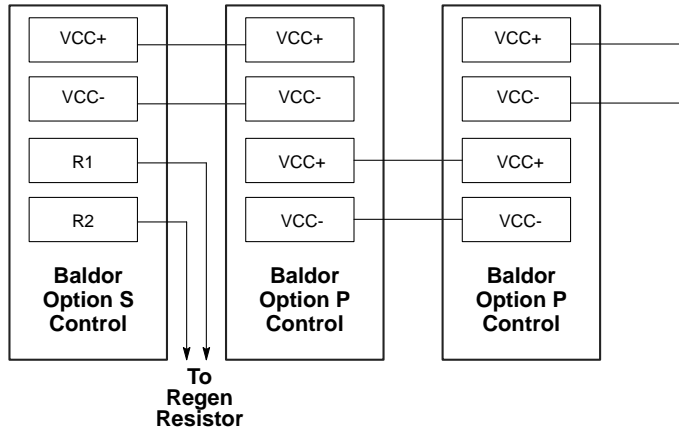 VCC+
VCC-
R1
R2
Baldor
Option S
Control
VCC+
VCC-
VCC+
VCC-
Baldor
Option P
Control
VCC+
VCC-
VCC+
VCC-
Baldor
Option P
Control
To
Regen
Resistor